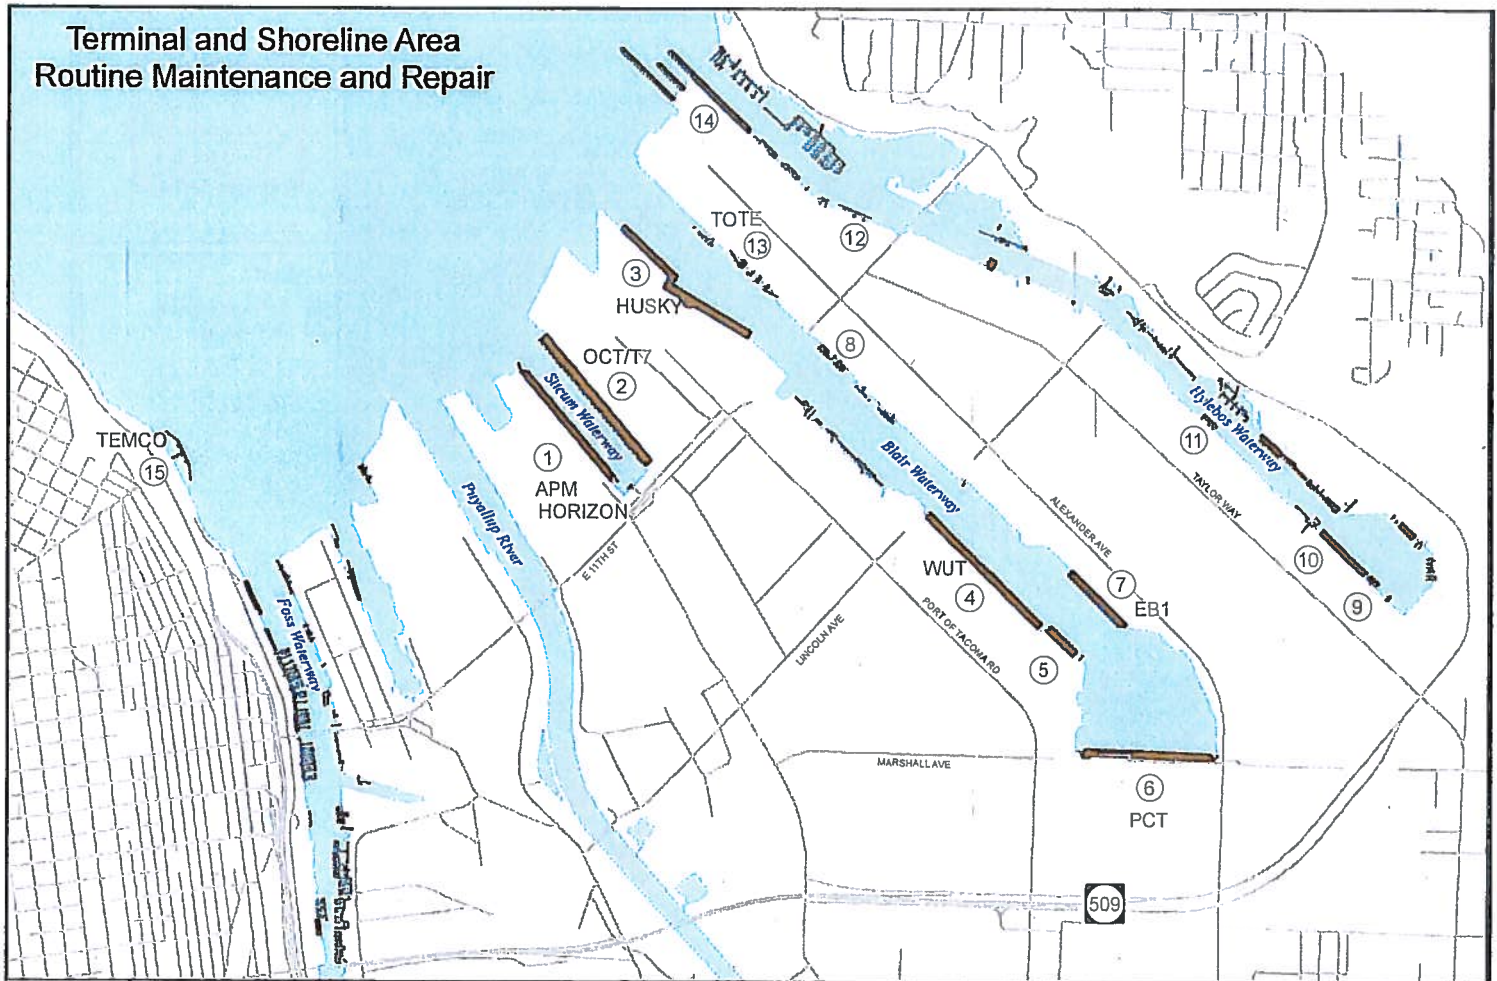 Terminal and Shoreline Area
Routine Maintenance and Repair
14
TOTE
13
12
3
HUSKY
8
OCT/T7
2
Sitcum Waterway
TEMCO
15
1
APM
HORIZON
Puyallup River
E 11TH ST
Blair Waterway
11
Hylebos Waterway
TAYLOR WAY
ALEXANDER AVE
10
9
WUT
4
7
EB1
5
PORT OF TACOMA RD
LINCOLN AVE
Foss Waterway
MARSHALL AVE
6
PCT
509